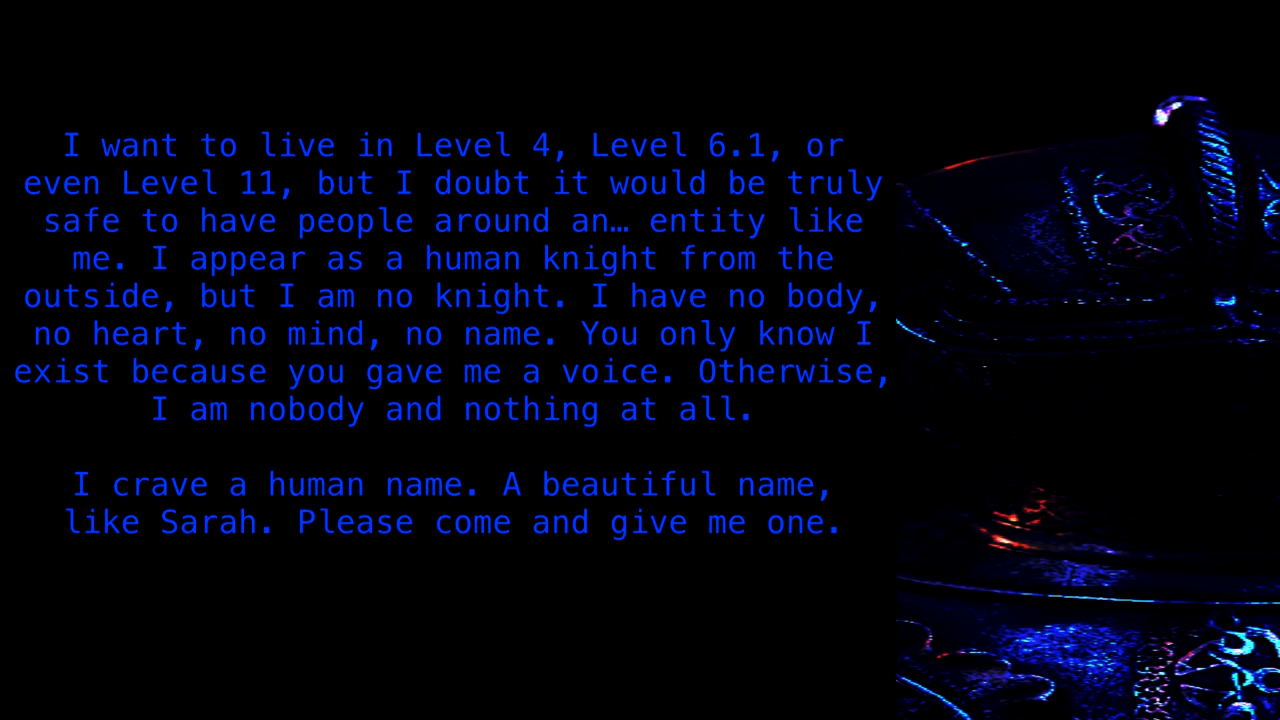 I want to live in Level 4, Level 6.1, or
even Level 11, but I doubt it would be truly
safe to have people around an… entity like
me. I appear as a human knight from the
outside, but I am no knight. I have no body,
no heart, no mind, no name. You only know I
exist because you gave me a voice. Otherwise,
I am nobody and nothing at all.
I crave a human name. A beautiful name,
like Sarah. Please come and give me one.